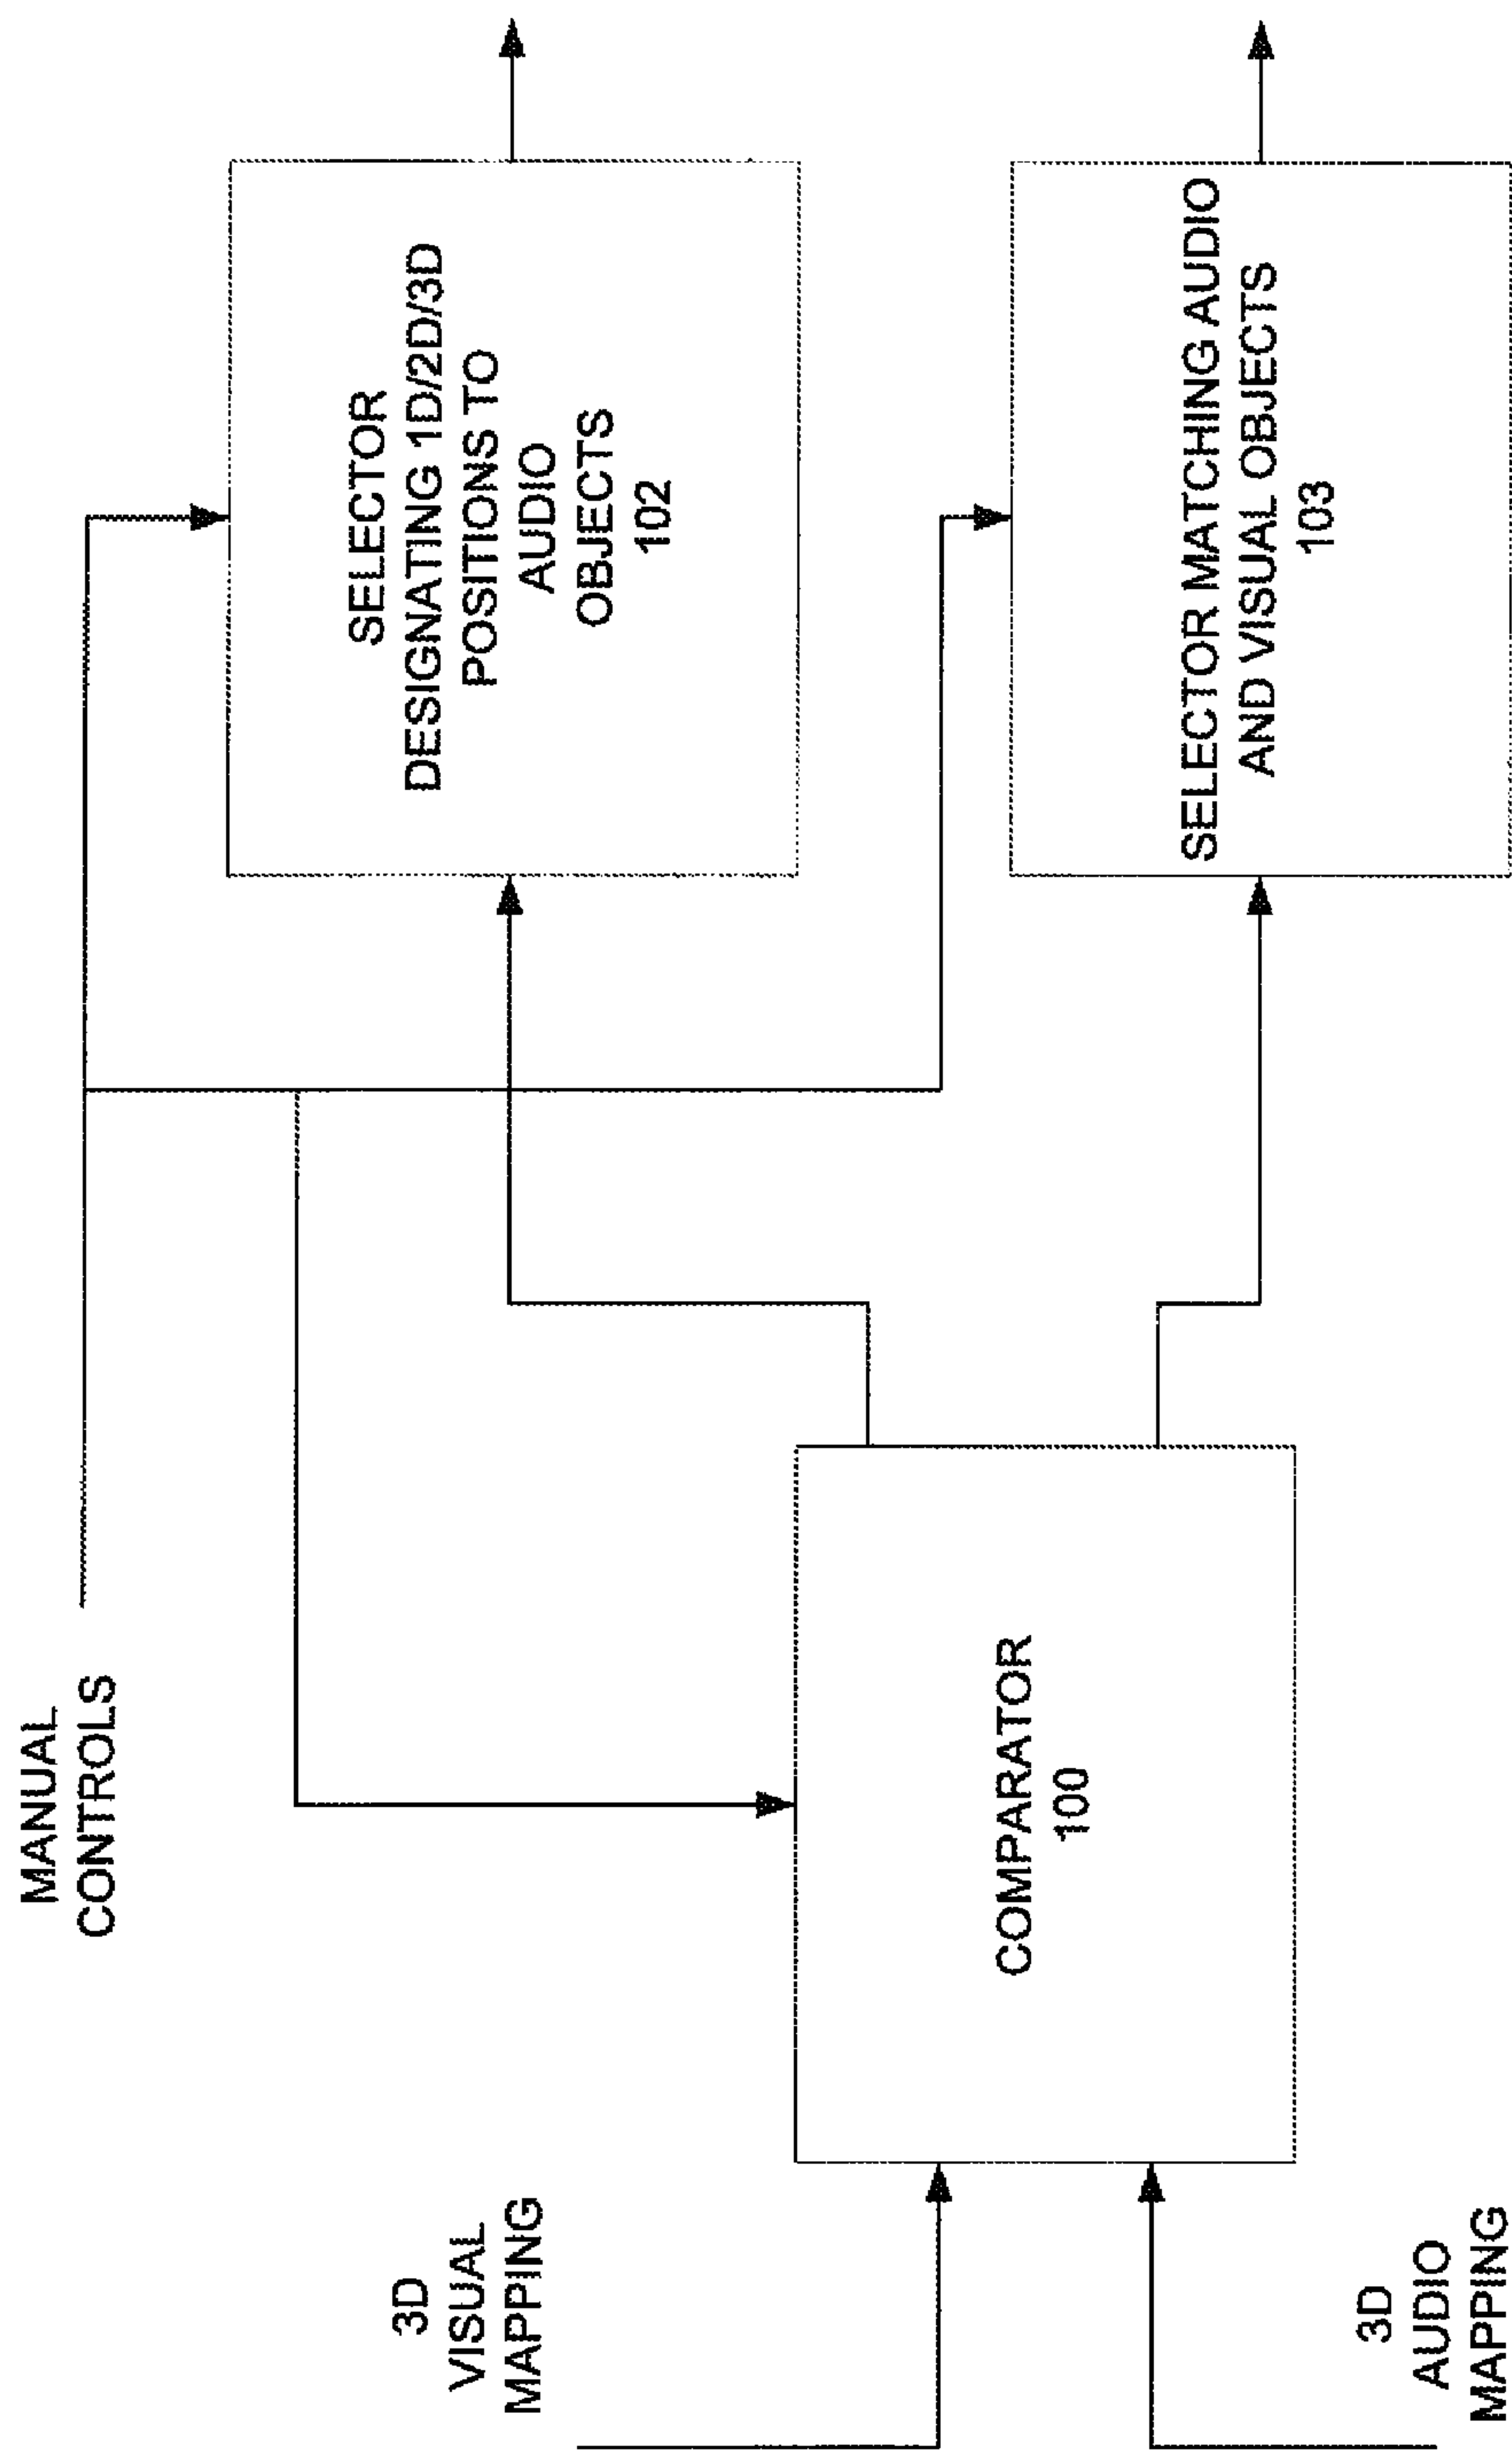 MANUAL
CONTROLS
3D
VISUAL
MAPPING
3D
AUDIO
MAPPING
COMPARATOR
100
SELECTOR
DESIGNATING 1D/2D/3D
POSITIONS TO
AUDIO
OBJECTS
102
SELECTOR MATCHING AUDIO
AND VISUAL OBJECTS
103